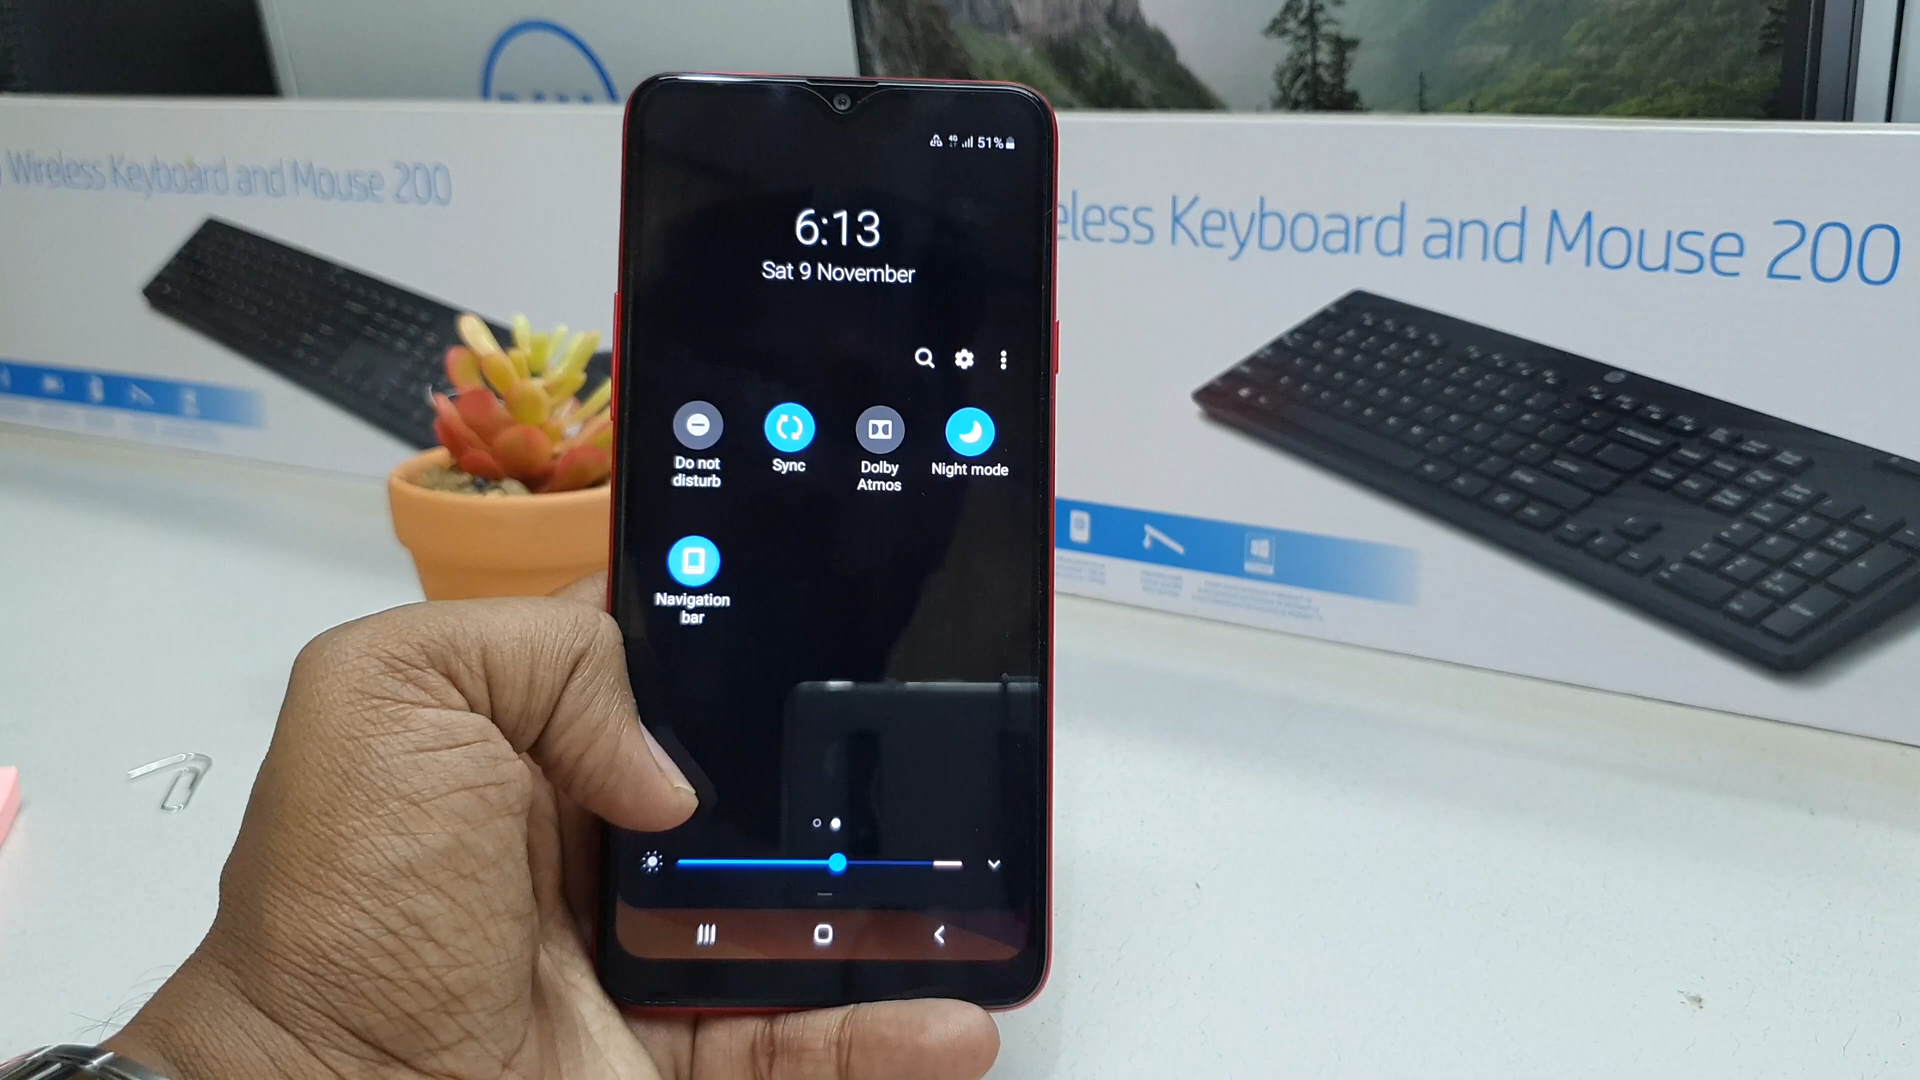 Wireless Keyboard and Mouse 200
51%
6:13
Sat 9 November
eless Keyboard and Mouse 200
Do not
disturb
Sync
Dolby
Atmos
Night mode
Navigation
bar